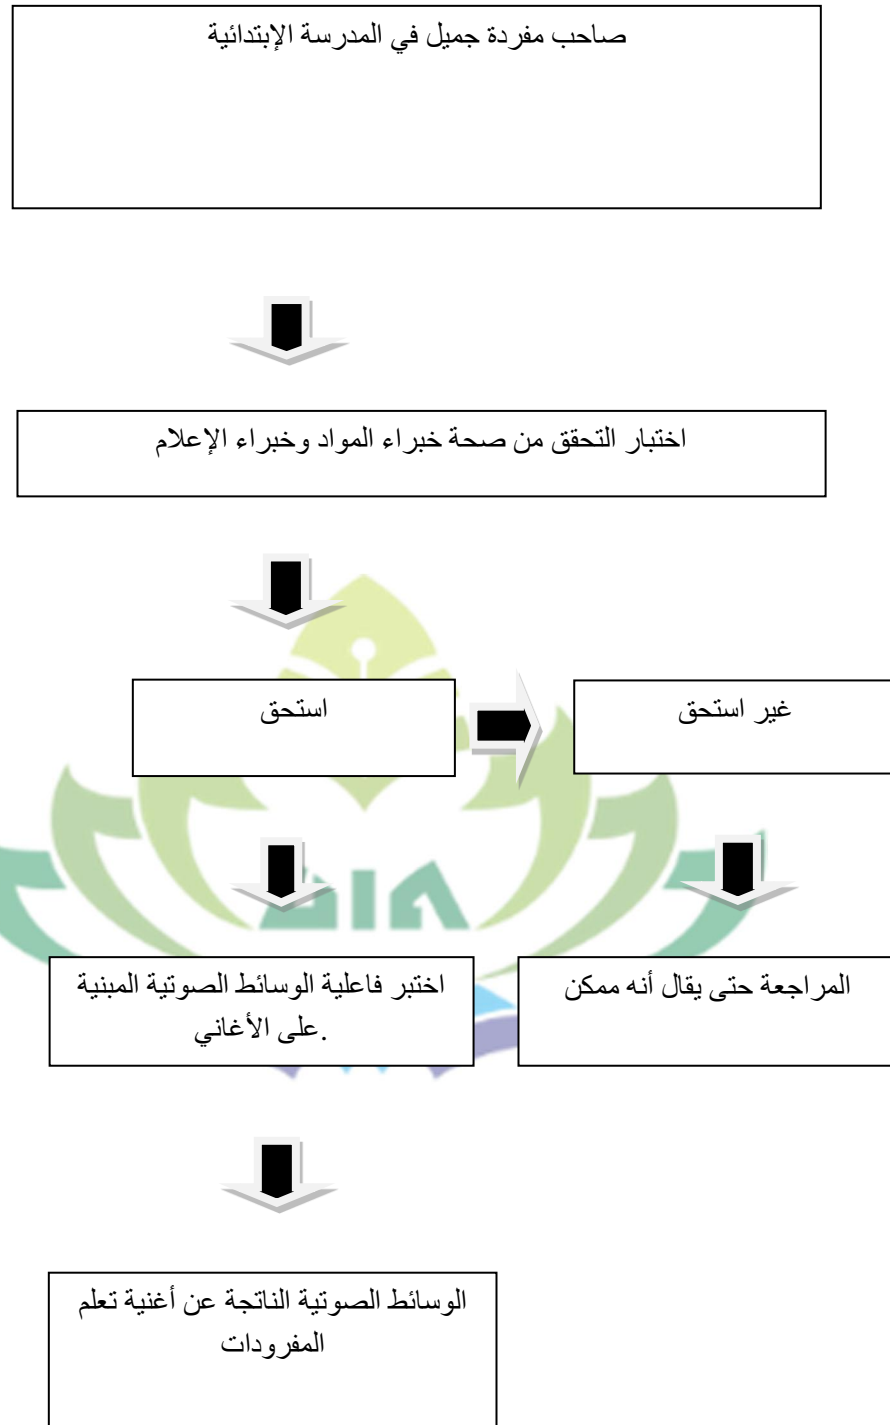 صاحب مفردة جميل في المدرسة الإبتدائية
اختبار التحقق من صحة خبراء المواد وخبراء الإعلام
استحق
غير استحق
اختبر فاعلية الوسائط الصوتية المبنية
على الأغاني.
المراجعة حتى يقال أنه ممكن
الوسائط الصوتية الناتجة عن أغنية تعلم
المفرودات